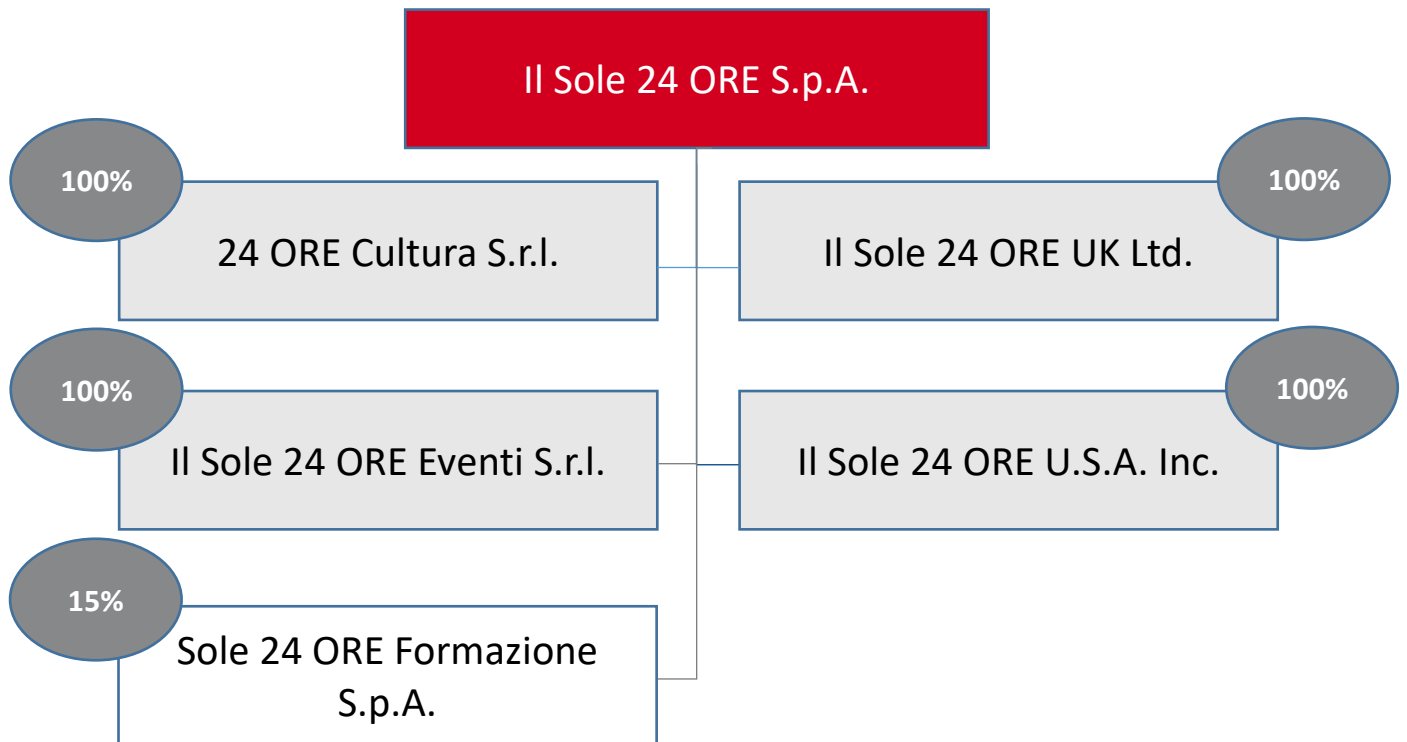 Il Sole 24 ORE S.p.A.
100%
24 ORE Cultura S.r.l.
100%
Il Sole 24 ORE UK Ltd.
100%
Il Sole 24 ORE Eventi S.r.l.
100%
Il Sole 24 ORE U.S.A. Inc.
15%
Sole 24 ORE Formazione
S.p.A.